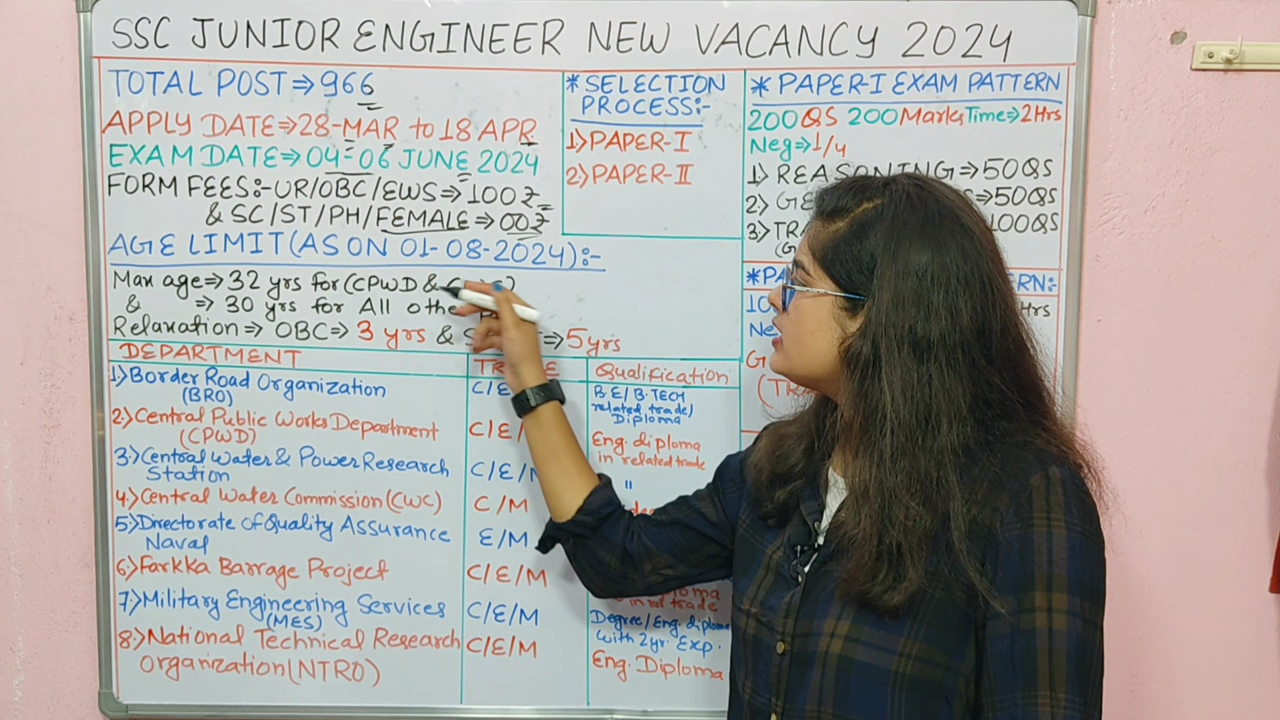 SSC JUNIOR ENGINEER NEW VACANCY 2024
TOTAL POST⇒966
APPLY DATE⇒28-MAR to 18 APR
EXAM DATE⇒04-06 JUNE 2024
FORM FEES:-UR/OBC/EWS⇒100₹
& SC/ST/PH/FEMALE⇒00₹
AGE LIMIT(AS ON 01-08-2024):-
Max age⇒32 yrs for(CPWD &
& ⇒30 yrs for All
Relaxation⇒OBC⇒3 yrs & ⇒5yrs
* SELECTION
PROCESS:-
1)PAPER-I
2)PAPER-II
* PAPER-I EXAM PATTERN
200QS 200Marks Time⇒2Hrs
Neg⇒1/4
1) REASONING⇒50QS
2) ⇒50QS
3) 100QS
Hrs
DEPARTMENT
Qualification
1)Border Road Organization
(BRO)
C/E
B.E/B.TECH
related trade/
Diploma
2)Central Public Works Department
(CPWD)
C/E/
Eng. diploma
in related trade
3)Central Water & Power Research
Station
C/E/
"
4)Central Water Commission(CWC)
C/M
5)Directorate of Quality Assurance
Naval
E/M
6)Farkka Barrage Project
C/E/M
trade
7)Military Engineering Services
(MES)
C/E/M
Degree/Eng. diploma
with 2yr. Exp.
8)National Technical Research
Organization(NTRO)
C/E/M
Eng. Diploma